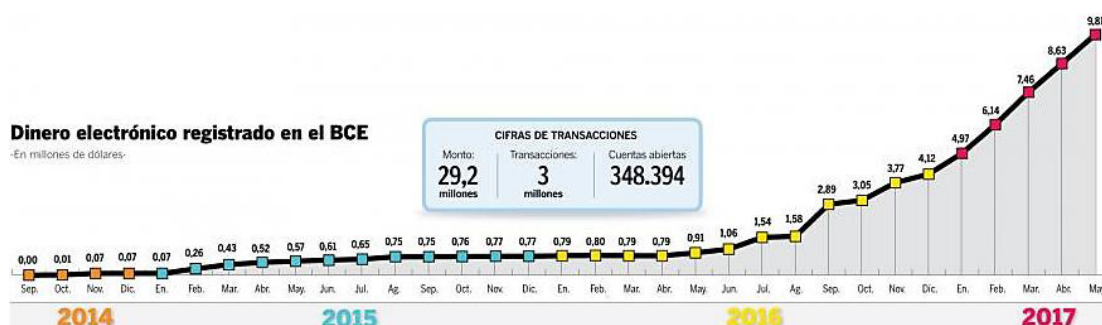 Dinero electrónico registrado en el BCE
-En millones de dólares-
CIFRAS DE TRANSACCIONES
Monto: Transacciones: Cuentas abiertas
29,2 3 348.394
millones millones
0,00 0,01 0,07 0,07 0,07 0,26 0,43 0,52 0,57 0,61 0,65 0,75 0,75 0,76 0,77 0,77 0,79 0,80 0,79 0,79 0,91 1,06 1,54 1,58 2,89 3,05 3,77 4,12 4,97 6,14 7,46 8,63
Sep. Oct. Nov. Dic. En. Feb. Mar. Abr. May. Jun. Jul. Ag. Sep. Oct. Nov. Dic. En. Feb. Mar. Abr. May. Jun. Jul. Ag. Sep. Oct. Nov. Dic. En. Feb. Mar. Abr. May
2014 2015 2016 2017